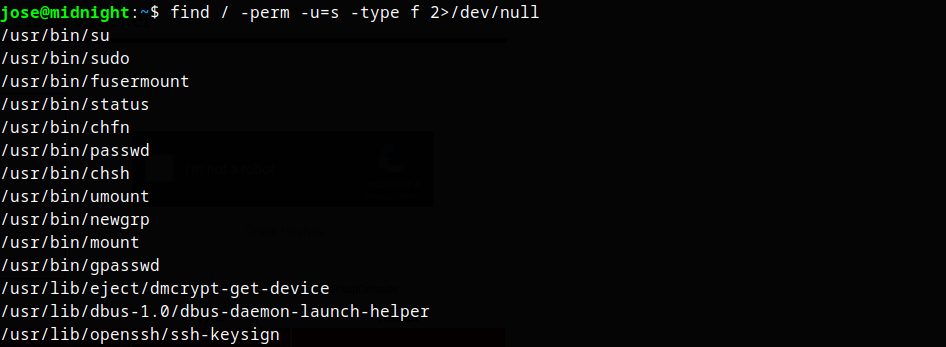 jose@midnight:~$ find / -perm -u=s -type f 2>/dev/null
/usr/bin/su
/usr/bin/sudo
/usr/bin/fusermount
/usr/bin/status
/usr/bin/chfn
/usr/bin/passwd
/usr/bin/chsh
/usr/bin/umount
/usr/bin/newgrp
/usr/bin/mount
/usr/bin/gpasswd
/usr/lib/eject/dmcrypt-get-device
/usr/lib/dbus-1.0/dbus-daemon-launch-helper
/usr/lib/openssh/ssh-keysign